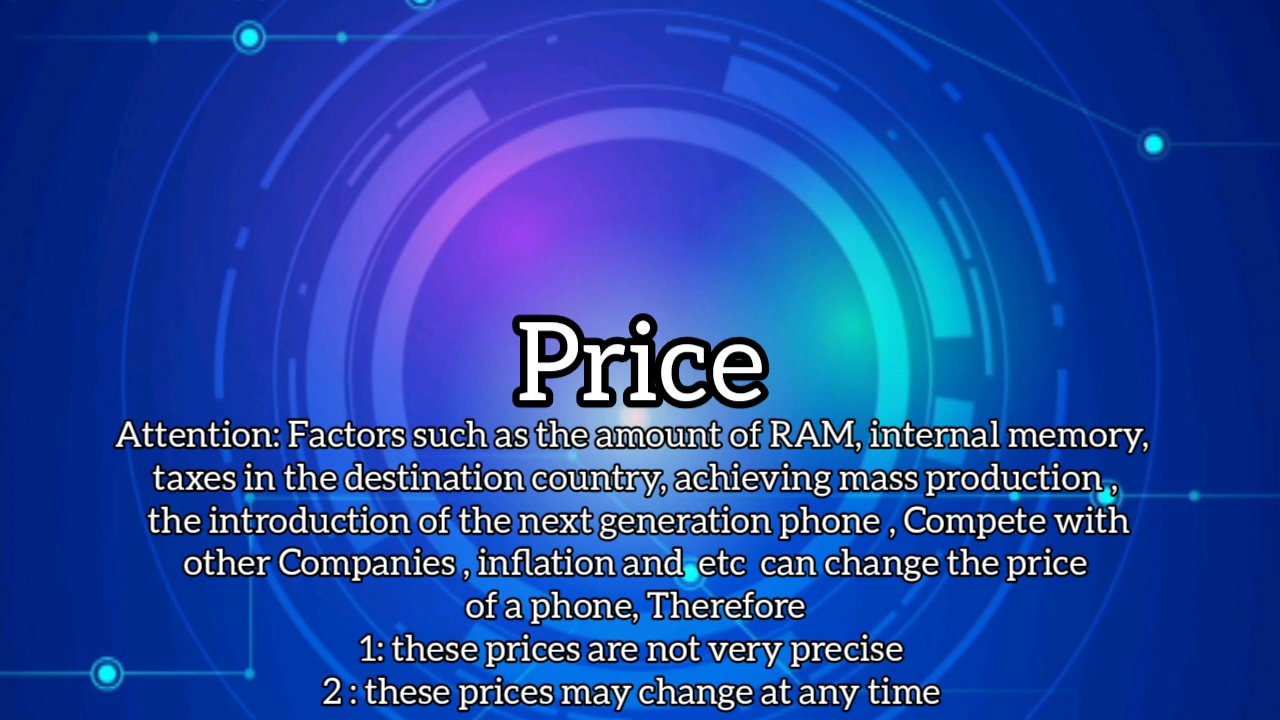 Price
Attention: Factors such as the amount of RAM, internal memory,
taxes in the destination country, achieving mass production ,
the introduction of the next generation phone , Compete with
other Companies , inflation and  etc  can change the price
of a phone, Therefore
1: these prices are not very precise
2 : these prices may change at any time